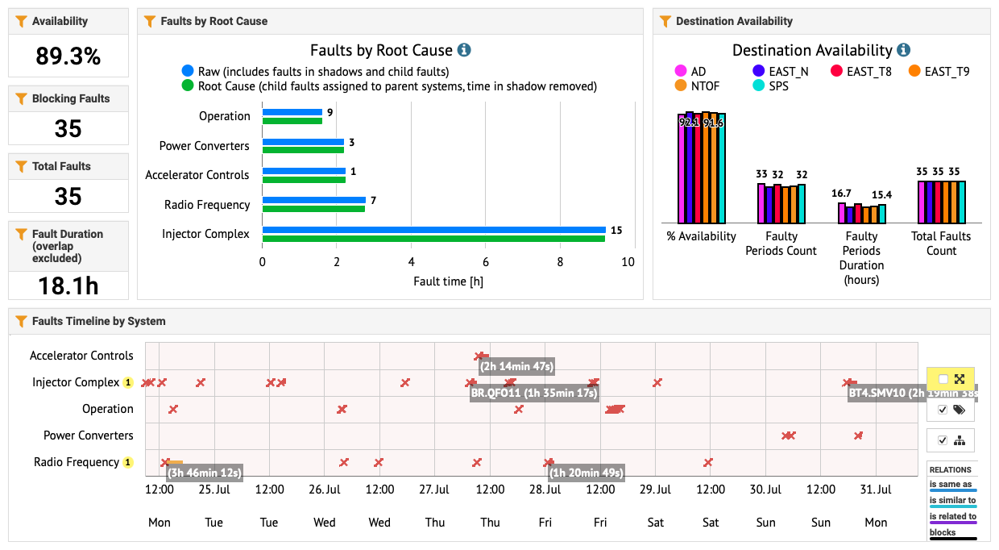 Availability
89.3%
Blocking Faults
35
Total Faults
35
Fault Duration
(overlap
excluded)
18.1h
Faults by Root Cause
Faults by Root Cause
Raw (includes faults in shadows and child faults)
Root Cause (child faults assigned to parent systems, time in shadow removed)
Operation 9
Power Converters 3
Accelerator Controls 1
Radio Frequency 7
Injector Complex 15
0 2 4 6 8 10
Fault time [h]
Destination Availability
Destination Availability
AD EAST_N EAST_T8 EAST_T9
NTOF SPS
92.1 91.6
33 32 32
16.7 15.4
35 35 35
% Availability
Faulty
Periods Count
Faulty
Periods
Duration
(hours)
Total Faults
Count
Faults Timeline by System
Accelerator Controls
(2h 14min 47s)
Injector Complex 1
BR.QFO11 (1h 35min 17s)
BT4.SMV10 (2h 19min 58s
Operation
Power Converters
Radio Frequency 1
(3h 46min 12s)
(1h 20min 49s)
12:00 25. Jul 12:00 26. Jul 12:00 27. Jul 12:00 28. Jul 12:00 29. Jul 12:00 30. Jul 12:00 31. Jul
Mon Tue Tue Wed Wed Thu Thu Fri Fri Sat Sat Sun Sun Mon
RELATIONS
is same as
is similar to
is related to
blocks